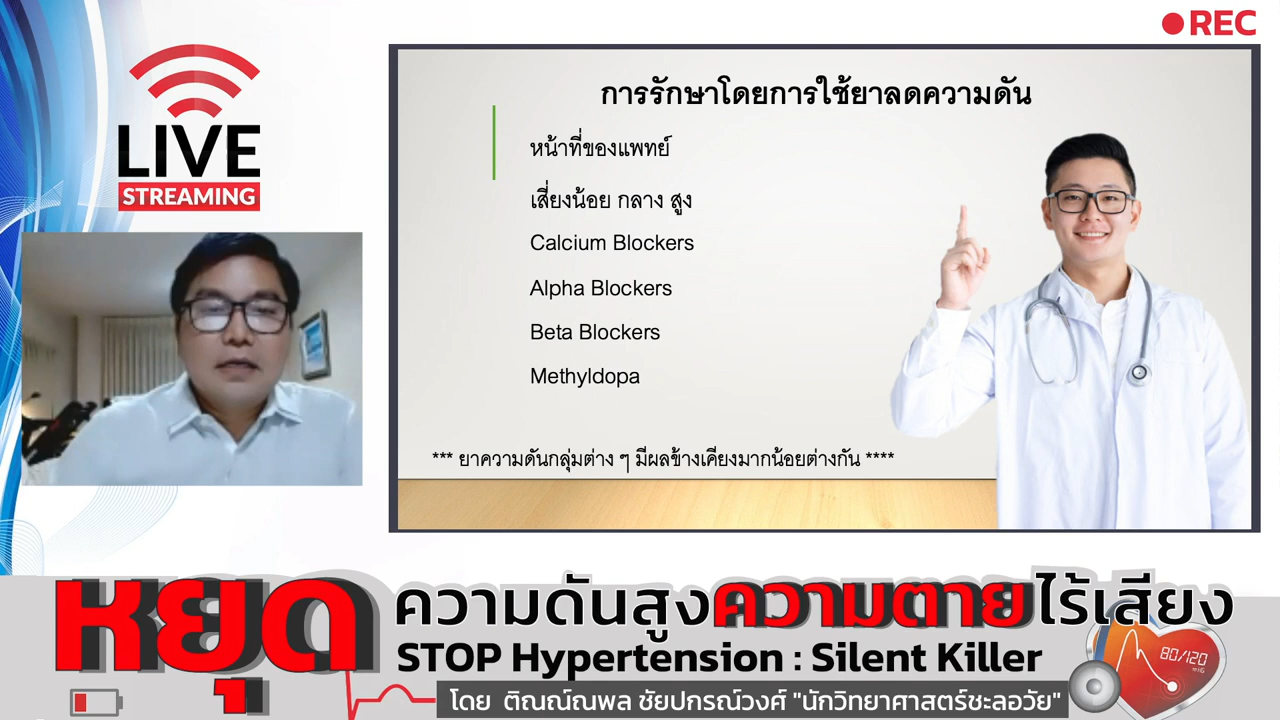 REC
LIVE
STREAMING
การรักษาโดยการใช้ยาลดความดัน
หน้าที่ของแพทย์
เสี่ยงน้อย กลาง สูง
Calcium Blockers
Alpha Blockers
Beta Blockers
Methyldopa
*** ยาความดันกลุ่มต่าง ๆ มีผลข้างเคียงมากน้อยต่างกัน ****
หยุด ความดันสูงความตายไร้เสียง
STOP Hypertension : Silent Killer
80/120
โดย ติณณ์ณพล ชัยปกรณ์วงศ์ "นักวิทยาศาสตร์ชะลอวัย"